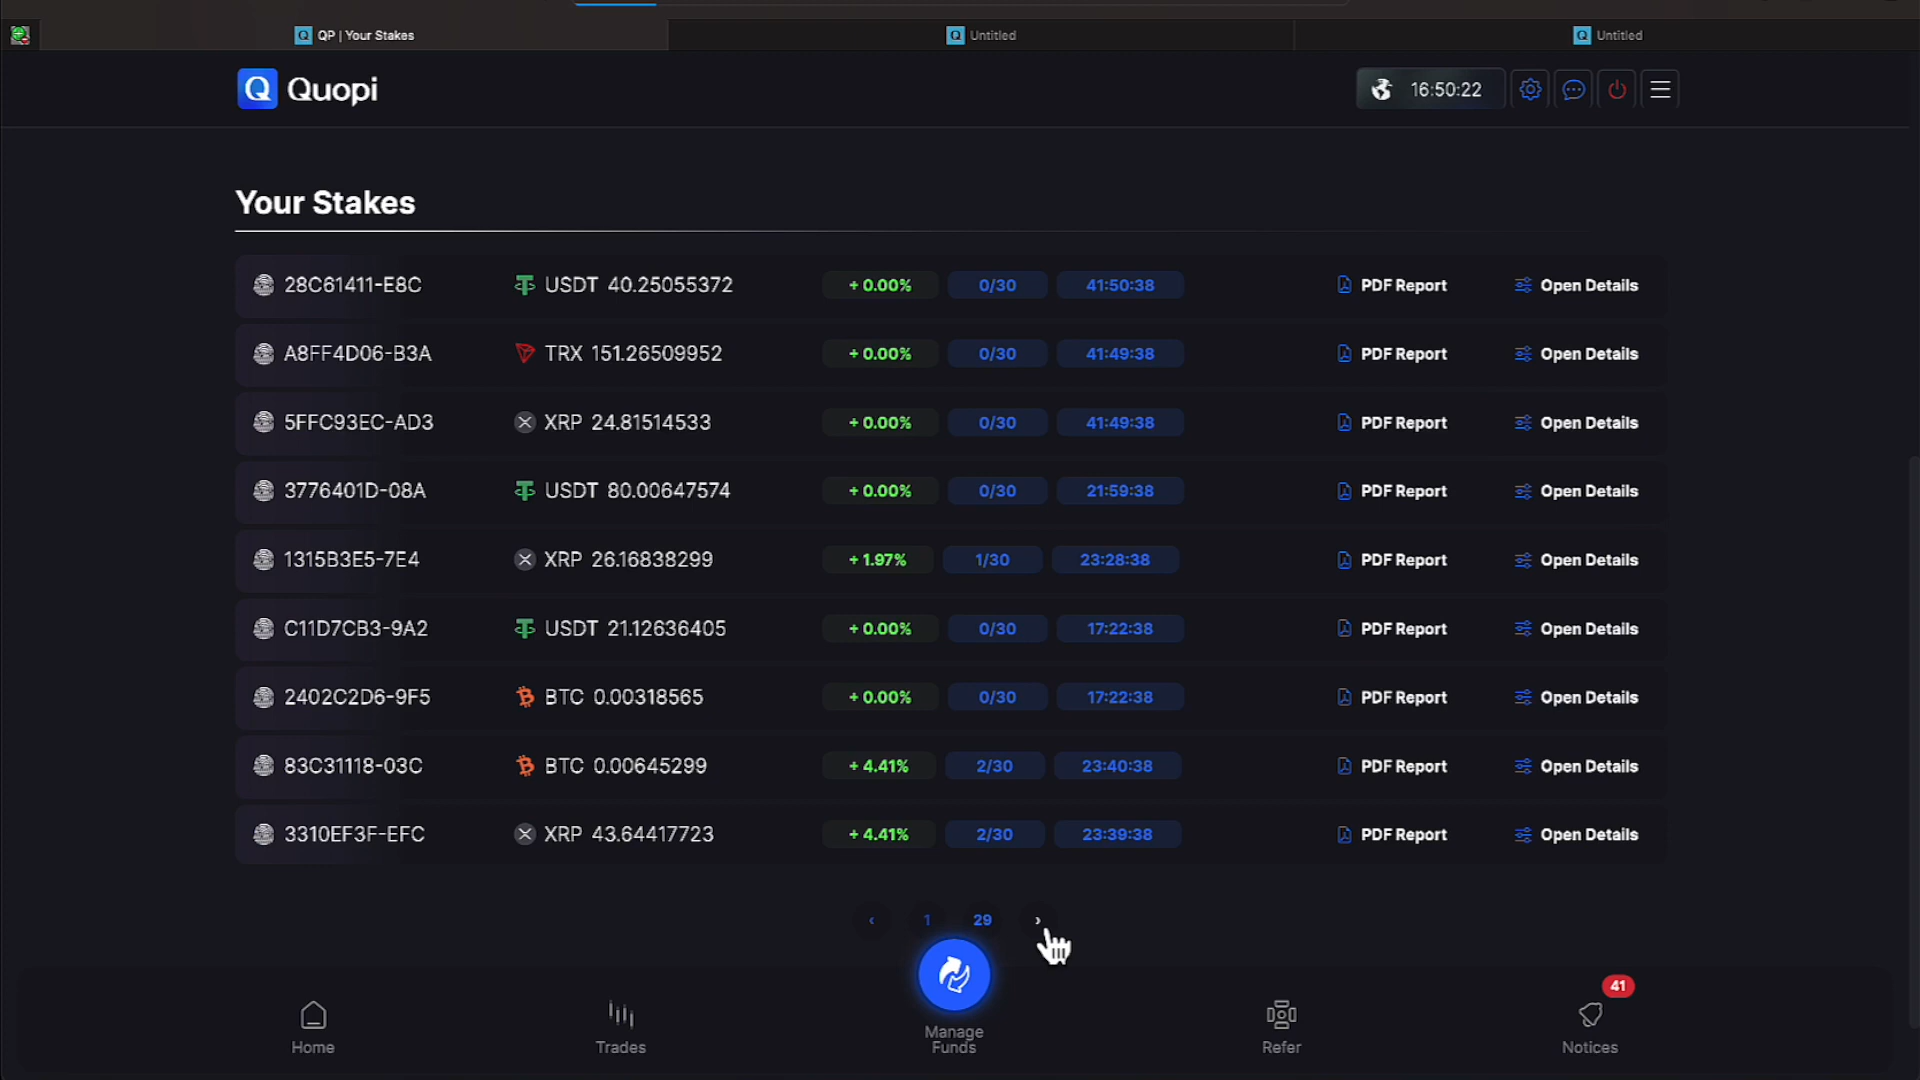 QP | Your Stakes
Untitled
Untitled
Quopi
16:50:22
Your Stakes
28C61411-E8C USDT 40.25055372 + 0.00% 0/30 41:50:38 PDF Report Open Details
A8FF4D06-B3A TRX 151.26509952 + 0.00% 0/30 41:49:38 PDF Report Open Details
5FFC93EC-AD3 XRP 24.81514533 + 0.00% 0/30 41:49:38 PDF Report Open Details
3776401D-08A USDT 80.00647574 + 0.00% 0/30 21:59:38 PDF Report Open Details
1315B3E5-7E4 XRP 26.16838299 + 1.97% 1/30 23:28:38 PDF Report Open Details
C11D7CB3-9A2 USDT 21.12636405 + 0.00% 0/30 17:22:38 PDF Report Open Details
2402C2D6-9F5 BTC 0.00318565 + 0.00% 0/30 17:22:38 PDF Report Open Details
83C31118-03C BTC 0.00645299 + 4.41% 2/30 23:40:38 PDF Report Open Details
3310EF3F-EFC XRP 43.64417723 + 4.41% 2/30 23:39:38 PDF Report Open Details
‹ 1 29 ›
41
Home
Trades
Manage
Funds
Refer
Notices